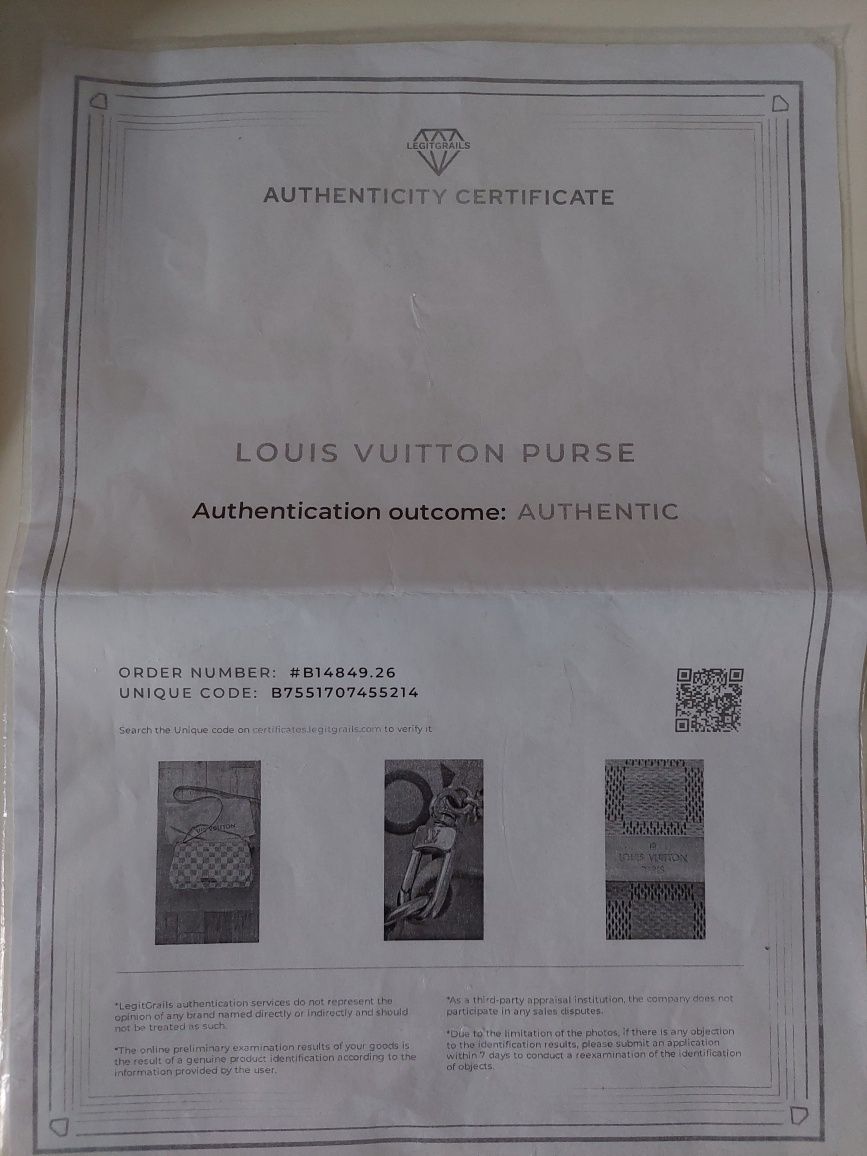 LEGITGRAILS
AUTHENTICITY CERTIFICATE
LOUIS VUITTON PURSE
Authentication outcome: AUTHENTIC
ORDER NUMBER: #B14849.26
UNIQUE CODE: B7551707455214
Search the Unique code on certificates.legitgrails.com to verify it
LOUIS VUITTON
LOUIS VUITTON
PARIS
*LegitGrails authentication services do not represent the
opinion of any brand named directly or indirectly and should
not be treated as such.
*The online preliminary examination results of your goods is
the result of a genuine product identification according to the
information provided by the user.
*As a third-party appraisal institution, the company does not
participate in any sales disputes.
*Due to the limitation of the photos, if there is any objection
to the identification results, please submit an application
within 7 days to conduct a reexamination of the identification
of objects.